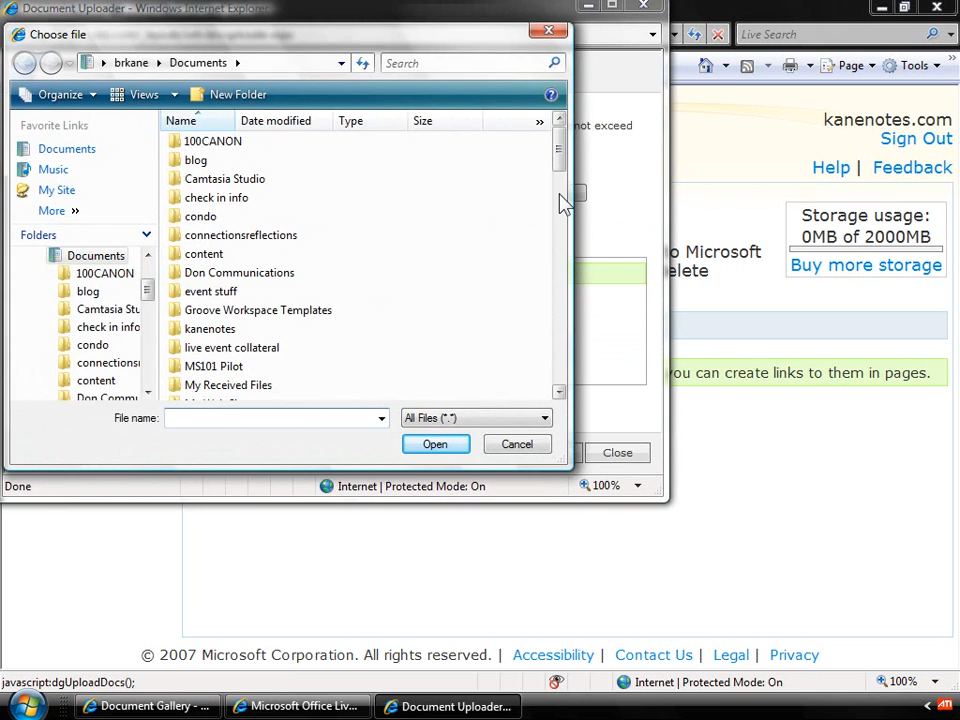 Document Uploader - Windows Internet Explorer
Choose file
brkane
Documents
Search
Live Search
Organize
Views
New Folder
Page
Tools
Favorite Links
Documents
Music
My Site
More
Folders
Documents
100CANON
blog
Camtasia Stu
check in info
condo
connections
content
Name
Date modified
Type
Size
100CANON
blog
Camtasia Studio
check in info
condo
connectionsreflections
content
Don Communications
event stuff
Groove Workspace Templates
kanenotes
live event collateral
MS101 Pilot
My Received Files
File name:
All Files (*.*)
Open
Cancel
not exceed
Close
Done
Internet | Protected Mode: On
100%
kanenotes.com
Sign Out
Help | Feedback
Storage usage:
0MB of 2000MB
Buy more storage
o Microsoft
elete
you can create links to them in pages.
© 2007 Microsoft Corporation. All rights reserved. Accessibility Contact Us Legal Privacy
javascript:dgUploadDocs();
Internet | Protected Mode: On
100%
Document Gallery - ...
Microsoft Office Liv...
Document Uploader...
ATI